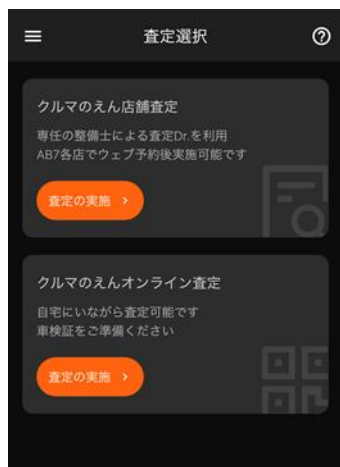 査定選択
クルマのえん店舗査定
専任の整備士による査定Dr.を利用
AB7各店でウェブ予約後実施可能です
査定の実施
クルマのえんオンライン査定
自宅にいながら査定可能です
車検証をご準備ください
査定の実施